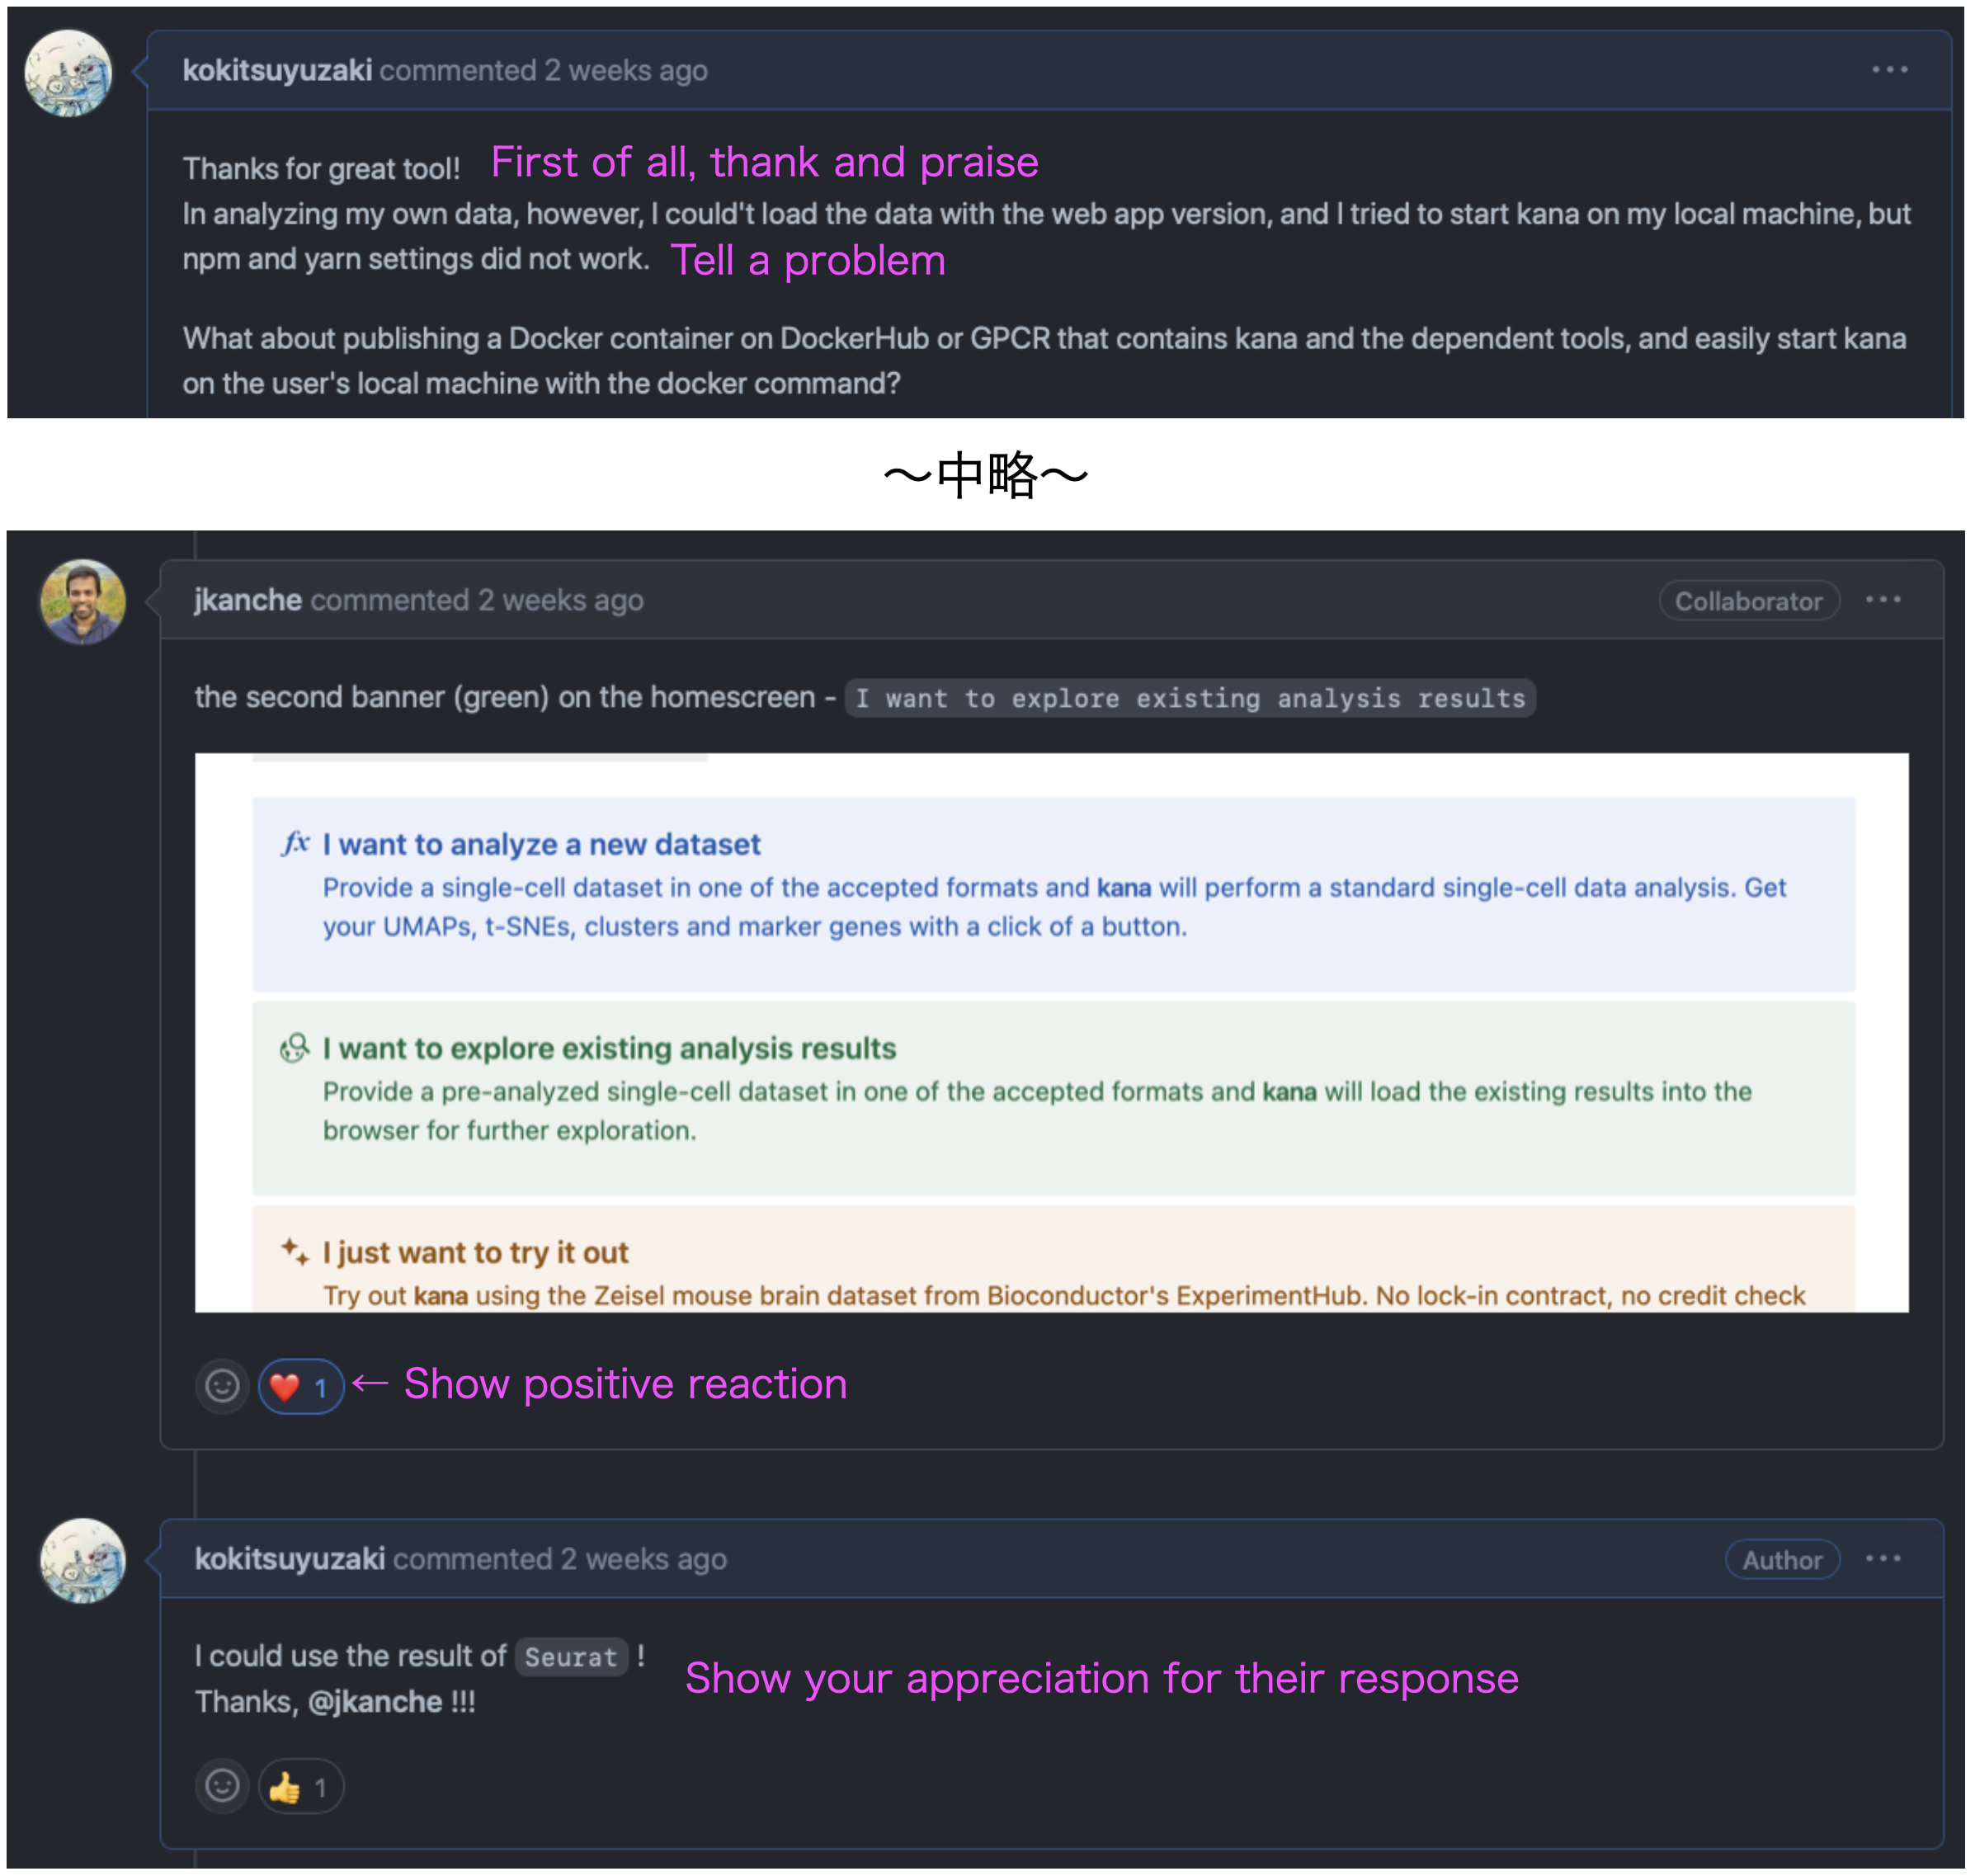 kokitsuyuzaki commented 2 weeks ago
Thanks for great tool! First of all, thank and praise
In analyzing my own data, however, I could't load the data with the web app version, and I tried to start kana on my local machine, but
npm and yarn settings did not work. Tell a problem
What about publishing a Docker container on DockerHub or GPCR that contains kana and the dependent tools, and easily start kana
on the user's local machine with the docker command?
〜中略〜
jkanche commented 2 weeks ago Collaborator
the second banner (green) on the homescreen - I want to explore existing analysis results
fx I want to analyze a new dataset
Provide a single-cell dataset in one of the accepted formats and kana will perform a standard single-cell data analysis. Get
your UMAPs, t-SNEs, clusters and marker genes with a click of a button.
I want to explore existing analysis results
Provide a pre-analyzed single-cell dataset in one of the accepted formats and kana will load the existing results into the
browser for further exploration.
I just want to try it out
Try out kana using the Zeisel mouse brain dataset from Bioconductor's ExperimentHub. No lock-in contract, no credit check
❤️ 1 ← Show positive reaction
kokitsuyuzaki commented 2 weeks ago Author
I could use the result of Seurat !
Show your appreciation for their response
Thanks, @jkanche !!!
👍 1